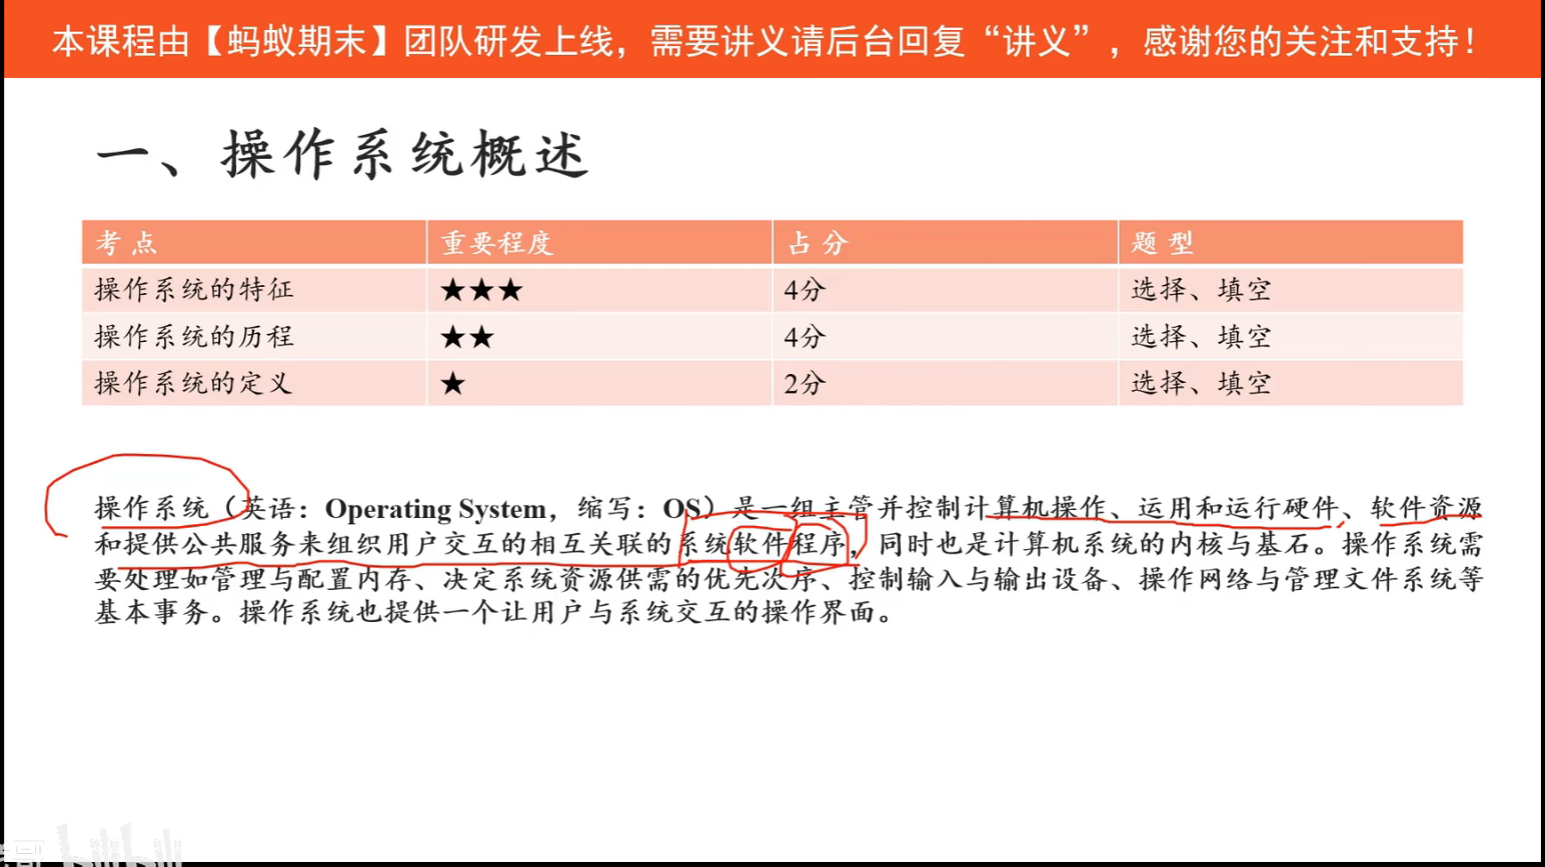 本课程由【蚂蚁期末】团队研发上线，需要讲义请后台回复“讲义”，感谢您的关注和支持！
一、操作系统概述
考点 重要程度 占分 题型
操作系统的特征 ★★★ 4分 选择、填空
操作系统的历程 ★★ 4分 选择、填空
操作系统的定义 ★ 2分 选择、填空
操作系统（英语：Operating System，缩写：OS）是一组主管并控制计算机操作、运用和运行硬件、软件资源
和提供公共服务来组织用户交互的相互关联的系统软件程序，同时也是计算机系统的内核与基石。操作系统需
要处理如管理与配置内存、决定系统资源供需的优先次序、控制输入与输出设备、操作网络与管理文件系统等
基本事务。操作系统也提供一个让用户与系统交互的操作界面。